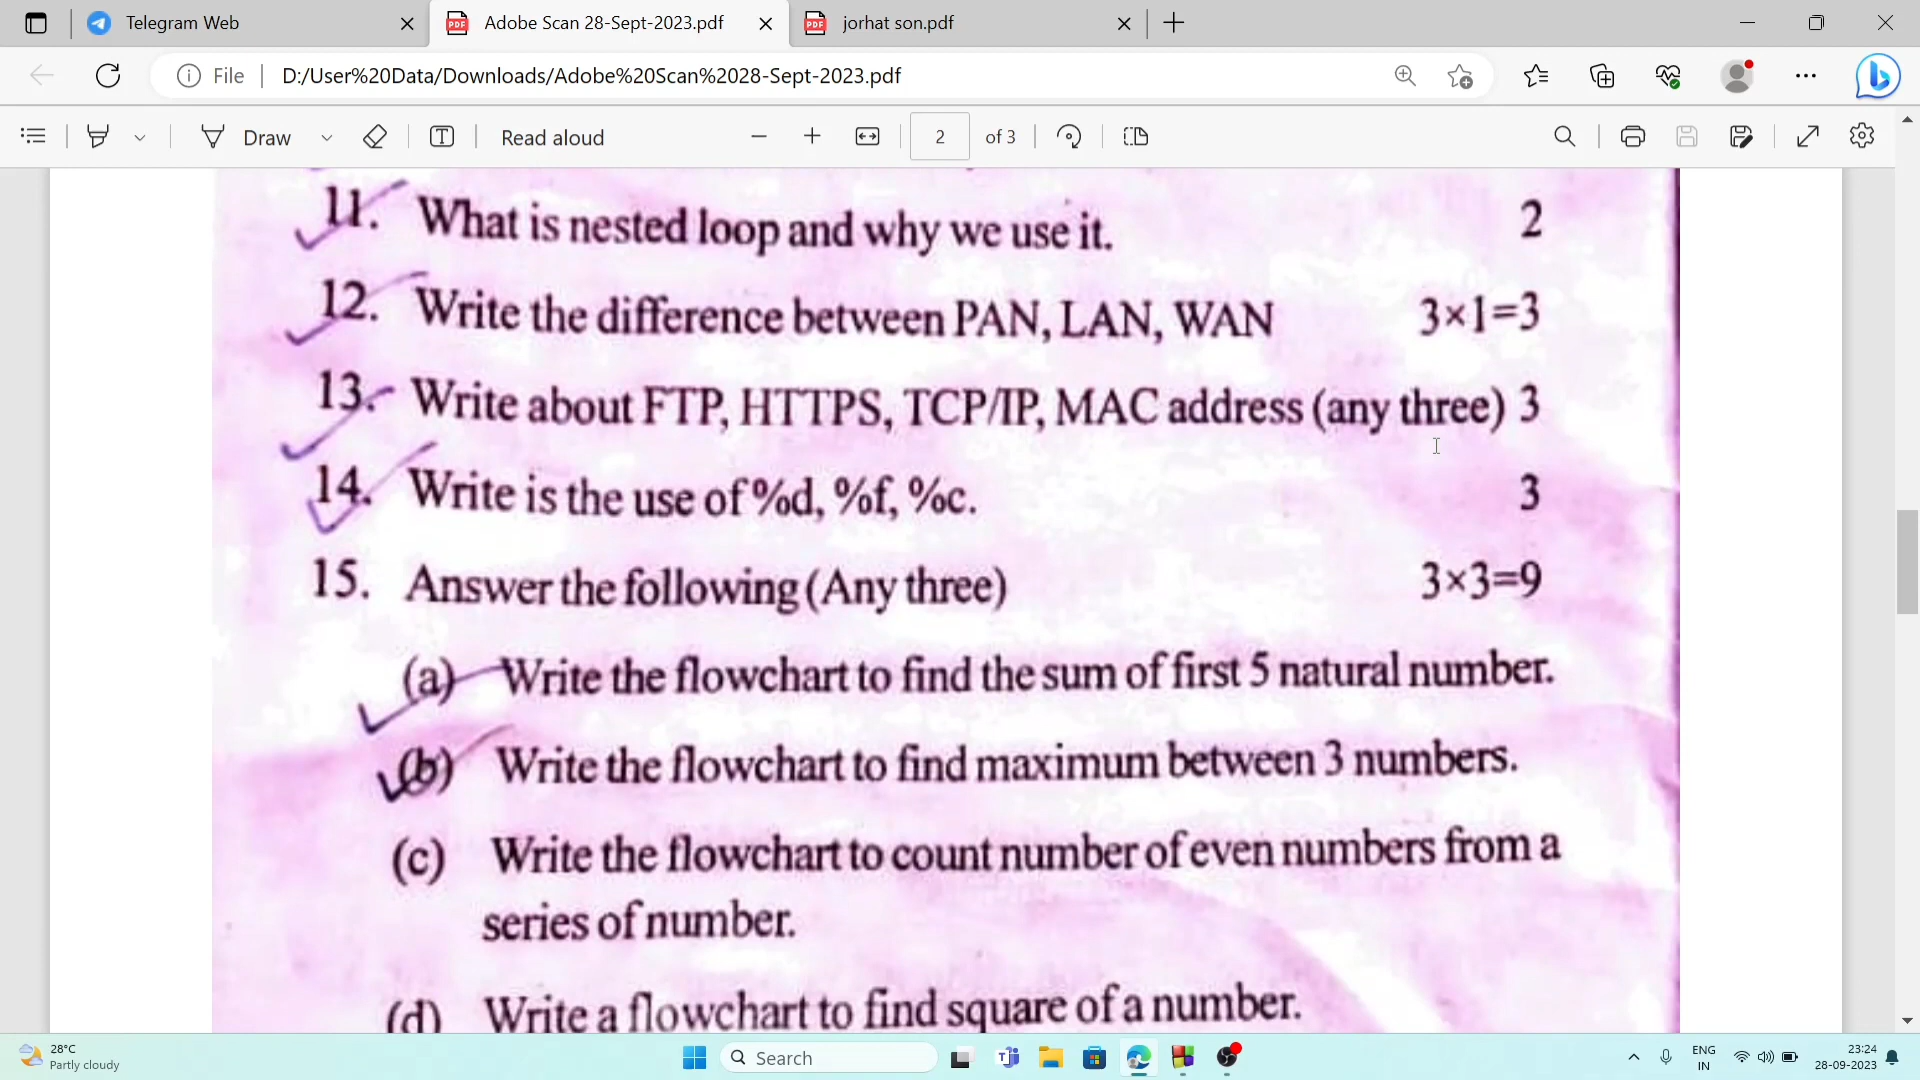 Telegram Web
Adobe Scan 28-Sept-2023.pdf
jorhat son.pdf
File
D:/User%20Data/Downloads/Adobe%20Scan%2028-Sept-2023.pdf
Draw
Read aloud
2 of 3
11. What is nested loop and why we use it. 2
12. Write the difference between PAN, LAN, WAN 3×1=3
13. Write about FTP, HTTPS, TCP/IP, MAC address (any three) 3
14. Write is the use of %d, %f, %c. 3
15. Answer the following (Any three) 3×3=9
(a) Write the flowchart to find the sum of first 5 natural number.
(b) Write the flowchart to find maximum between 3 numbers.
(c) Write the flowchart to count number of even numbers from a
series of number.
(d) Write a flowchart to find square of a number.
28°C
Partly cloudy
Search
ENG
IN
23:24
28-09-2023